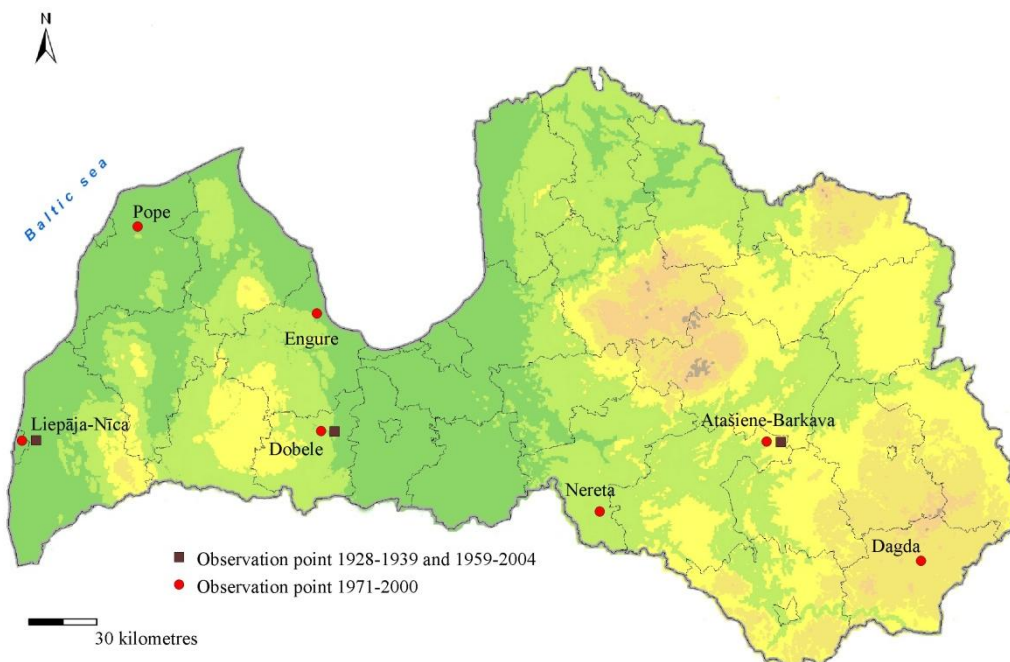 N
Baltic sea
Pope
Engure
Liepāja-Nīca
Dobele
Atašiene-Barkava
Nereta
Dagda
Observation point 1928-1939 and 1959-2004
Observation point 1971-2000
30 kilometres